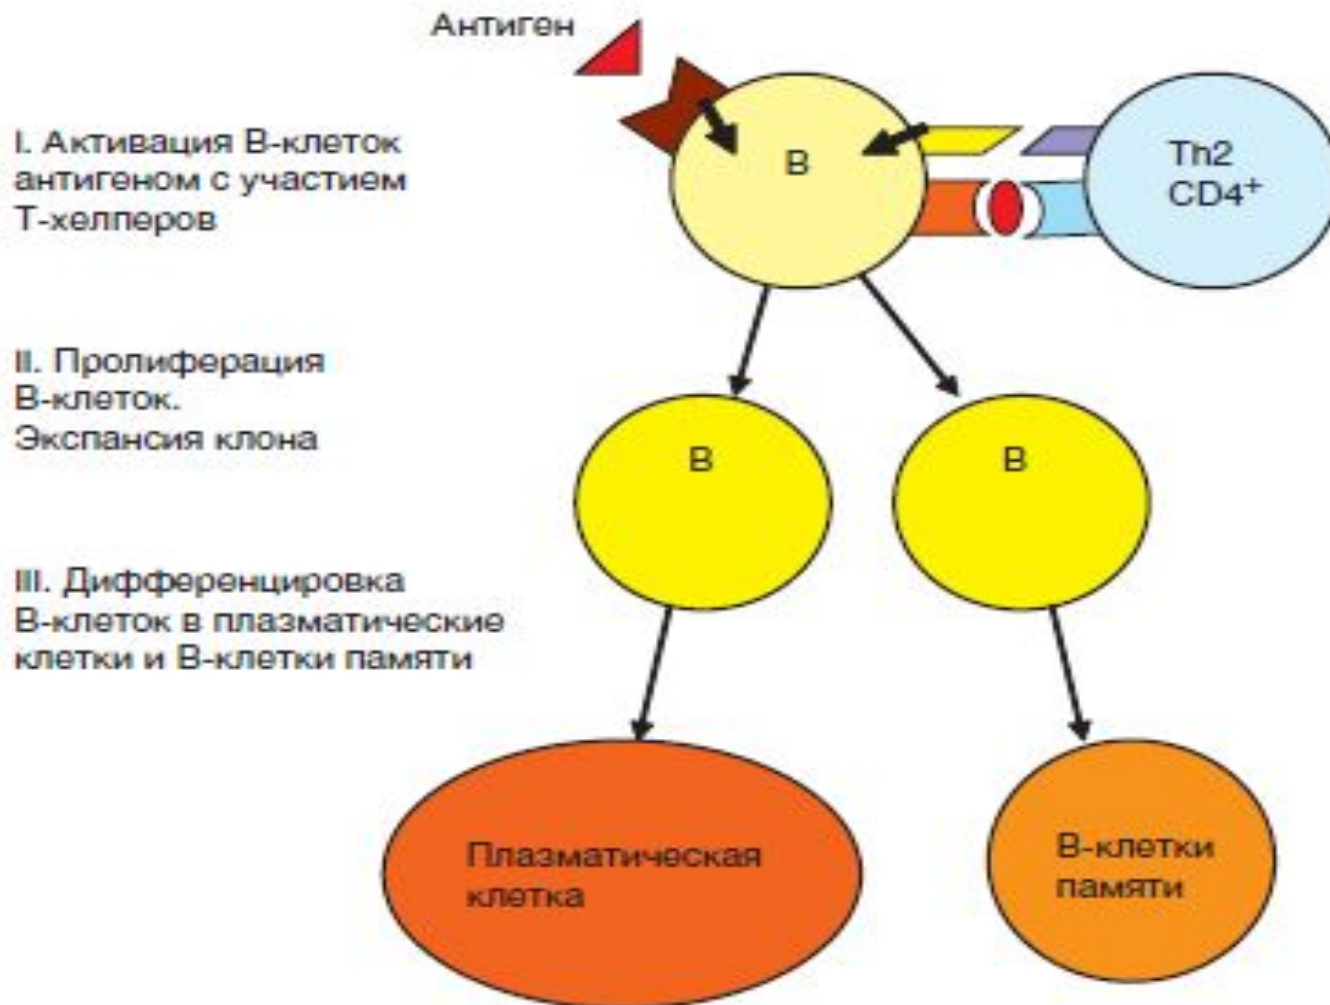 Антиген
I. Активация В-клеток
антигеном с участием
Т-хелперов
В
Th2
CD4⁺
II. Пролиферация
В-клеток.
Экспансия клона
В
В
III. Дифференцировка
В-клеток в плазматические
клетки и В-клетки памяти
Плазматическая
клетка
В-клетки
памяти